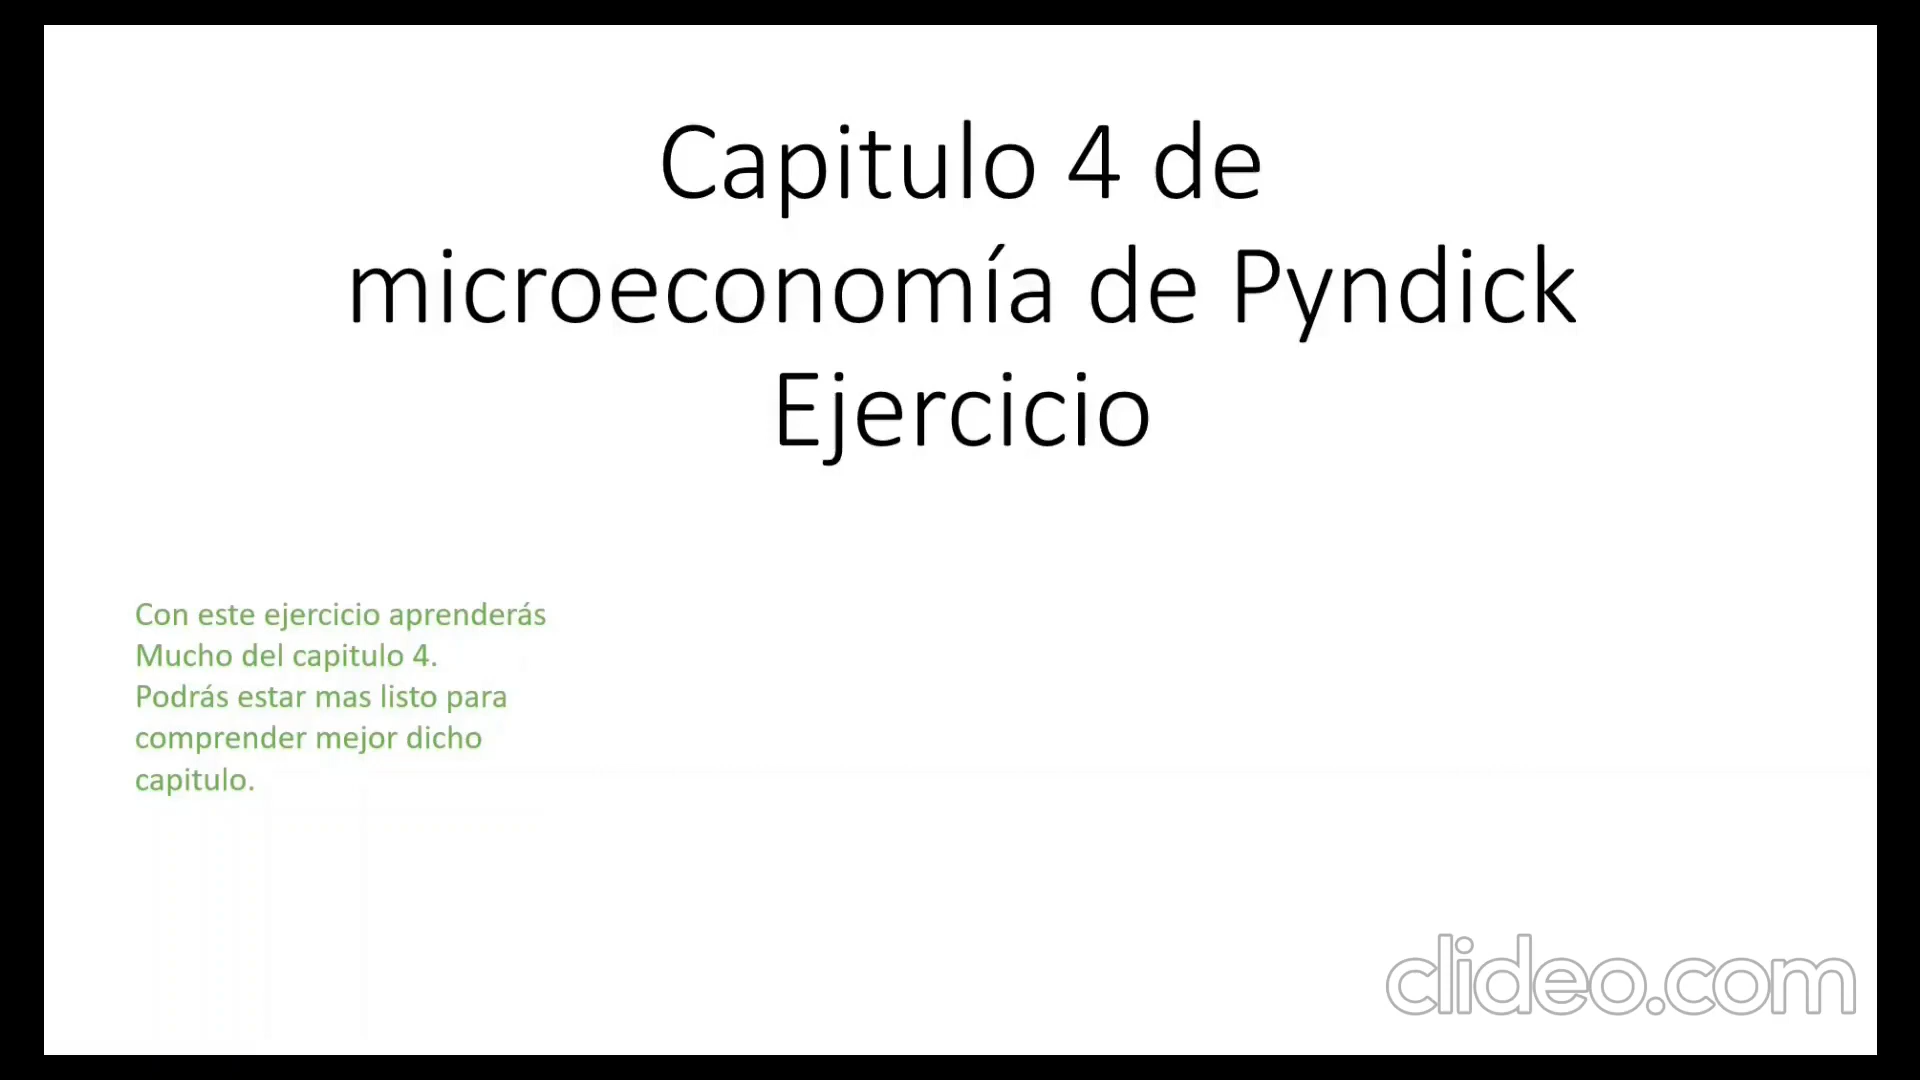 Capitulo 4 de
microeconomía de Pyndick
Ejercicio
Con este ejercicio aprenderás
Mucho del capitulo 4.
Podrás estar mas listo para
comprender mejor dicho
capitulo.
clideo.com